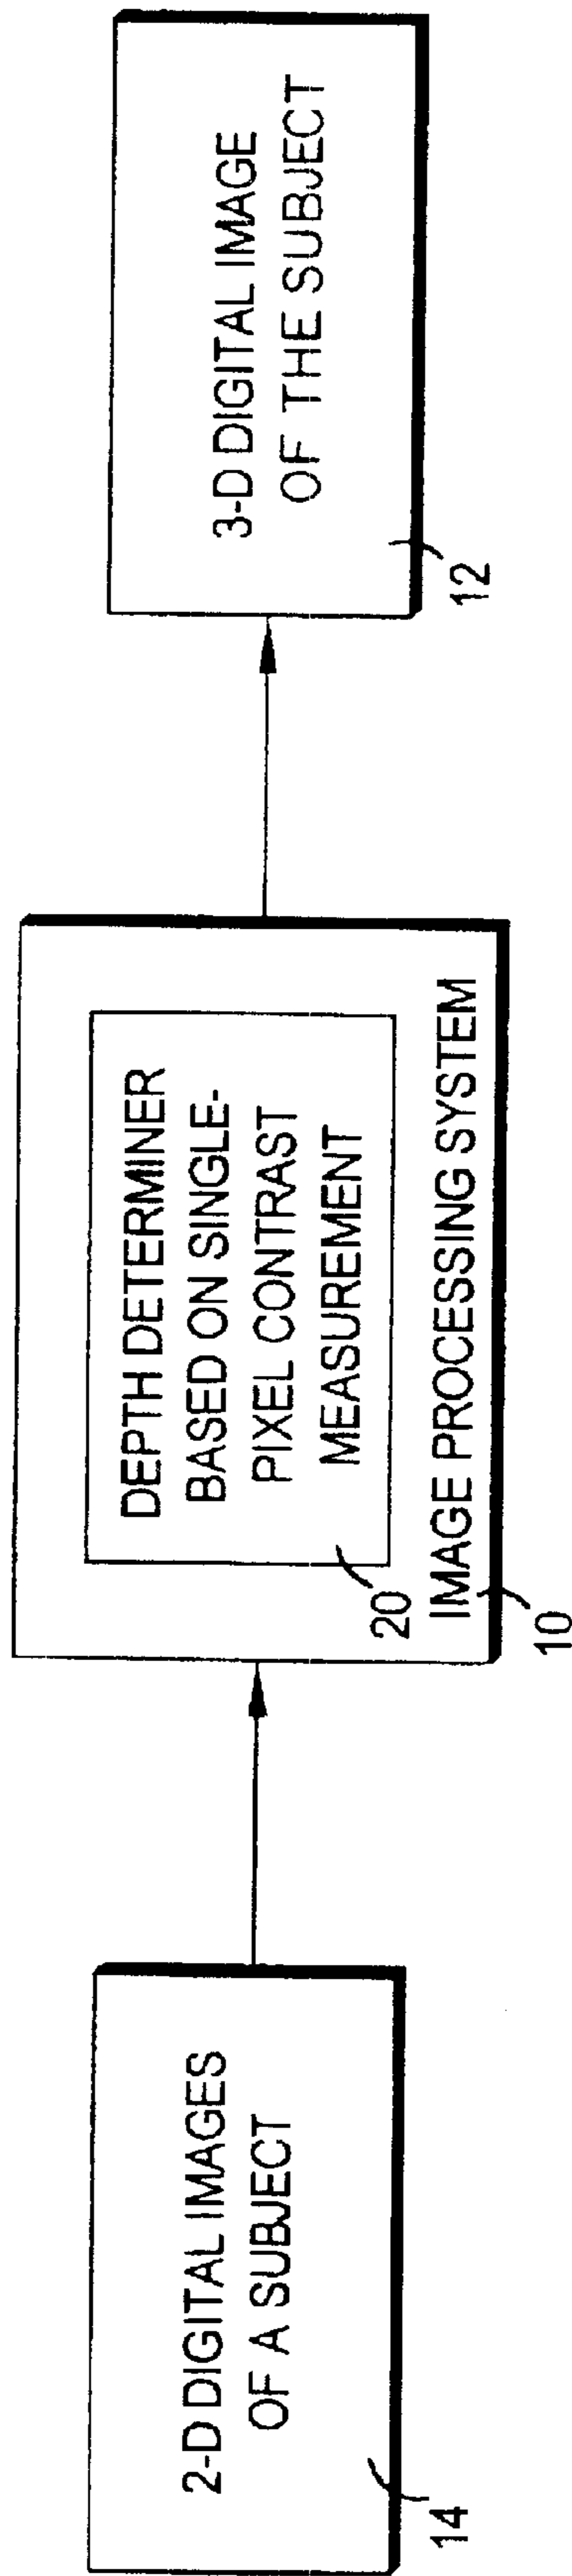 2-D DIGITAL IMAGES
OF A SUBJECT
14
DEPTH DETERMINER
BASED ON SINGLE-
PIXEL CONTRAST
MEASUREMENT
20
IMAGE PROCESSING SYSTEM
10
3-D DIGITAL IMAGE
OF THE SUBJECT
12